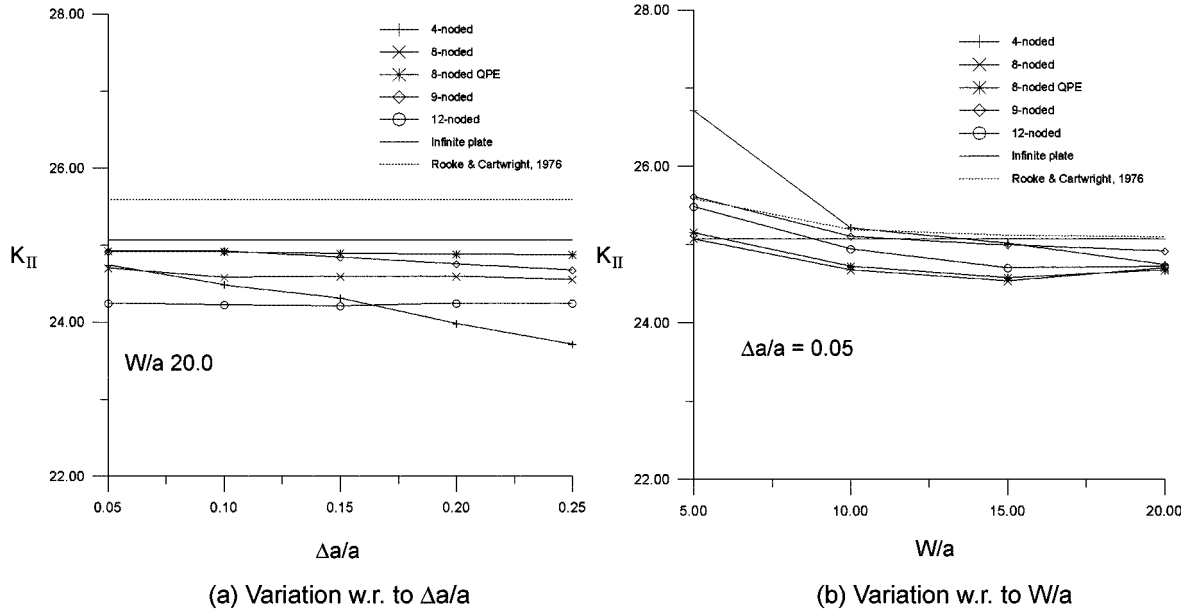 28.00
26.00
24.00
22.00
K_II
4-noded
8-noded
8-noded QPE
9-noded
12-noded
Infinite plate
Rooke & Cartwright, 1976
W/a 20.0
0.05 0.10 0.15 0.20 0.25
Δa/a
(a) Variation w.r. to Δa/a
28.00
26.00
24.00
22.00
K_II
4-noded
8-noded
8-noded QPE
9-noded
12-noded
Infinite plate
Rooke & Cartwright, 1976
Δa/a = 0.05
5.00 10.00 15.00 20.00
W/a
(b) Variation w.r. to W/a